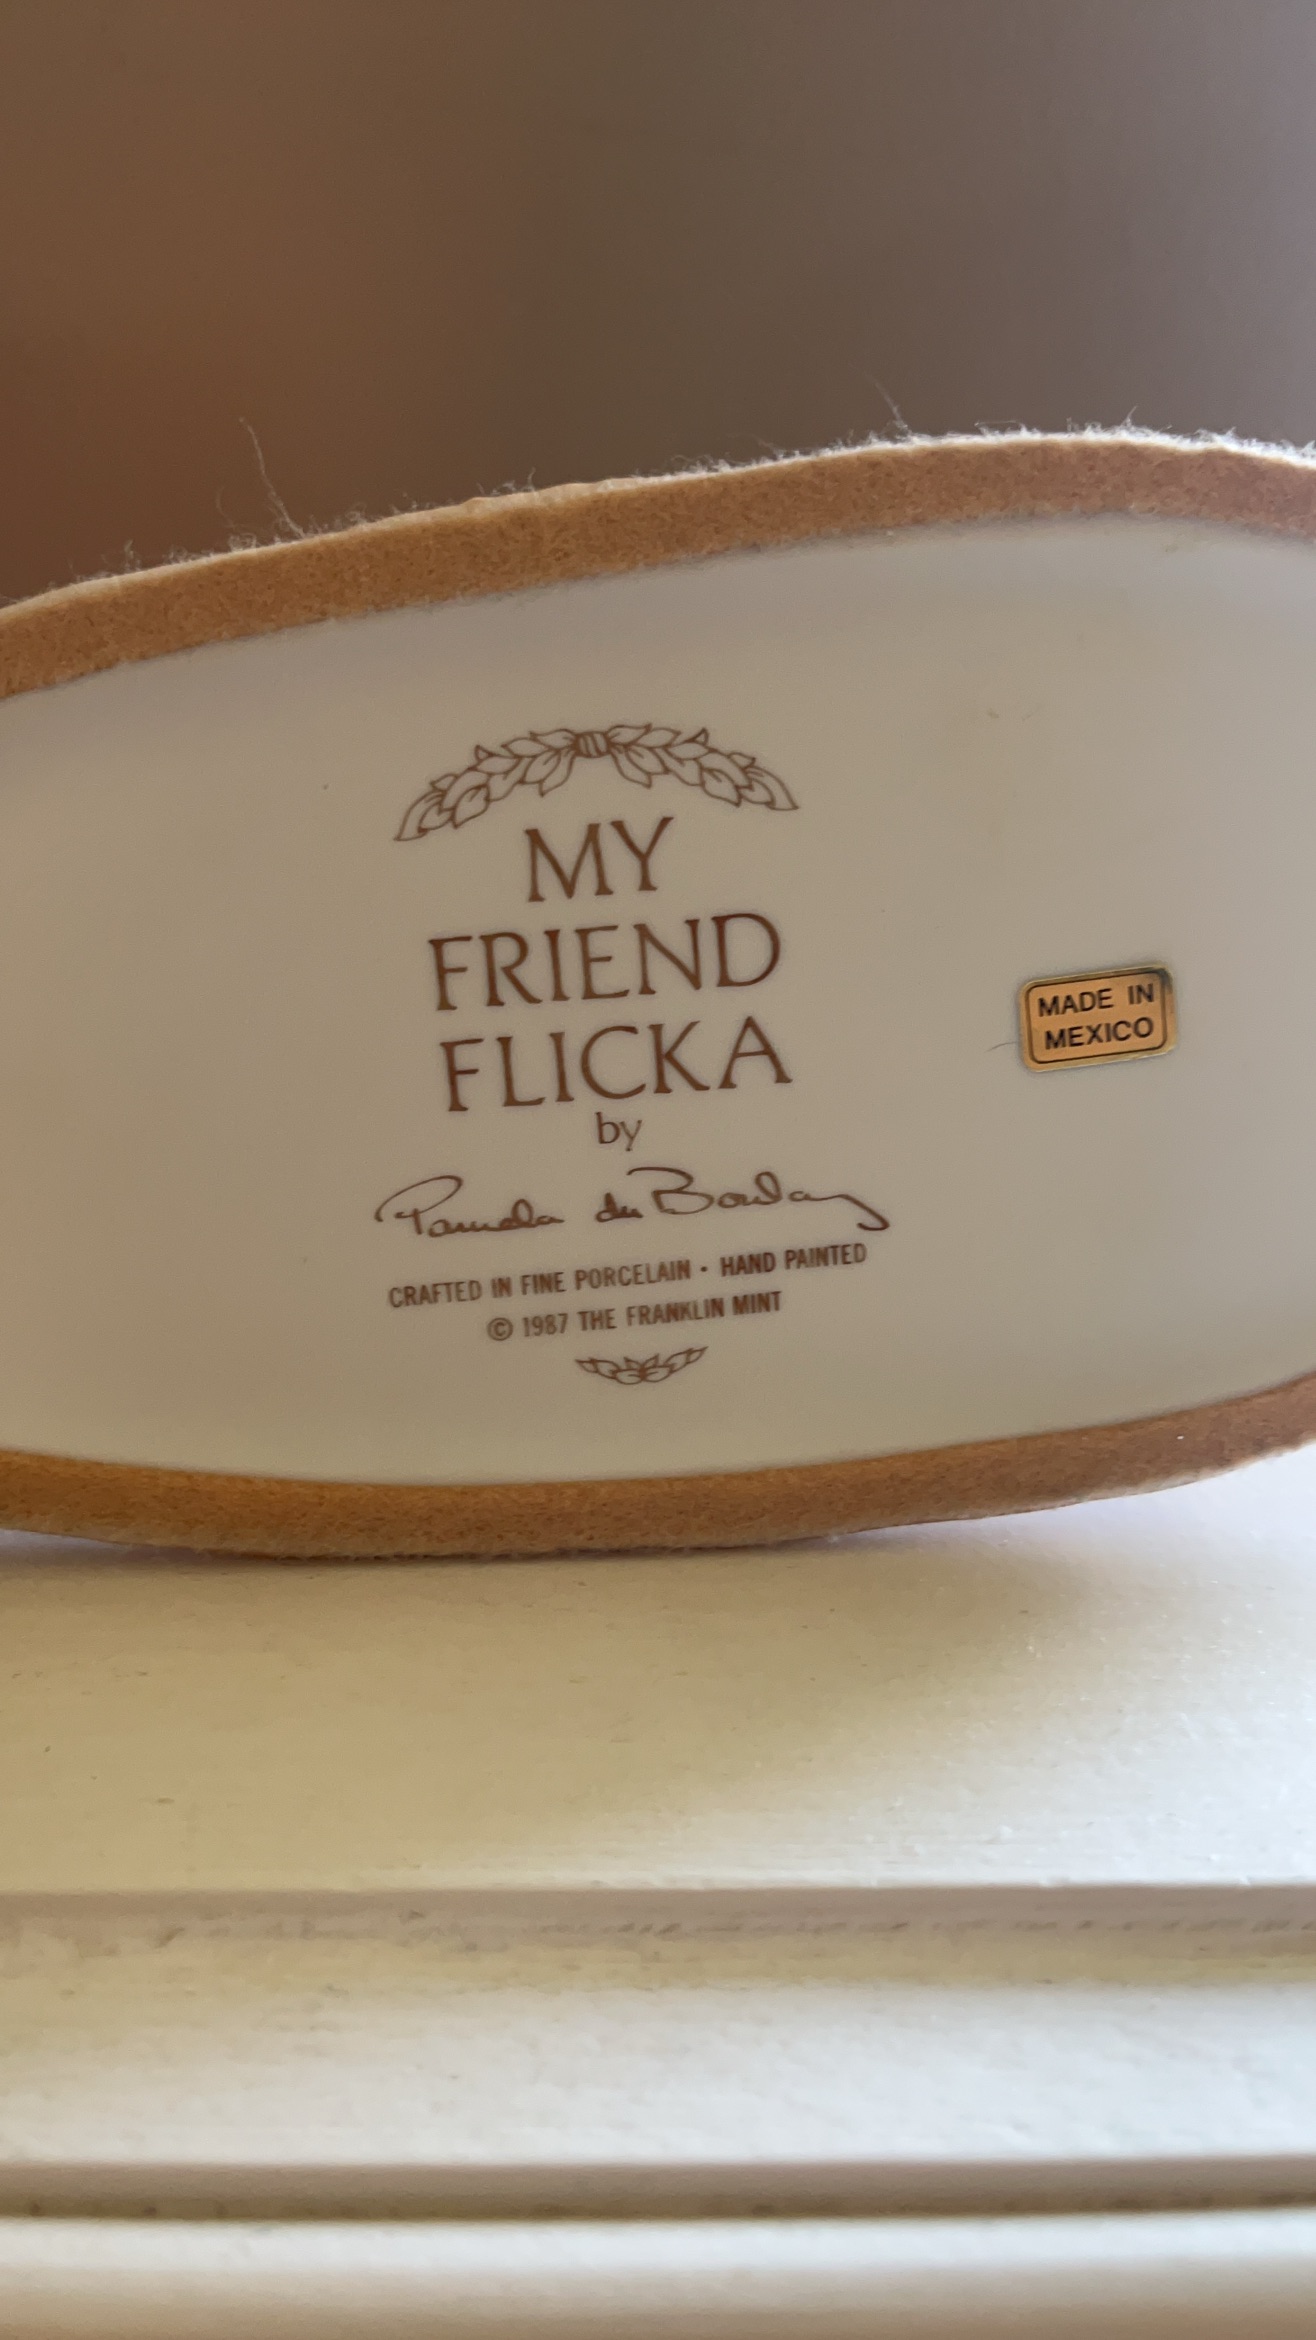 MY
FRIEND
FLICKA
by
Pamela du Boulay
CRAFTED IN FINE PORCELAIN • HAND PAINTED
© 1987 THE FRANKLIN MINT
MADE IN
MEXICO